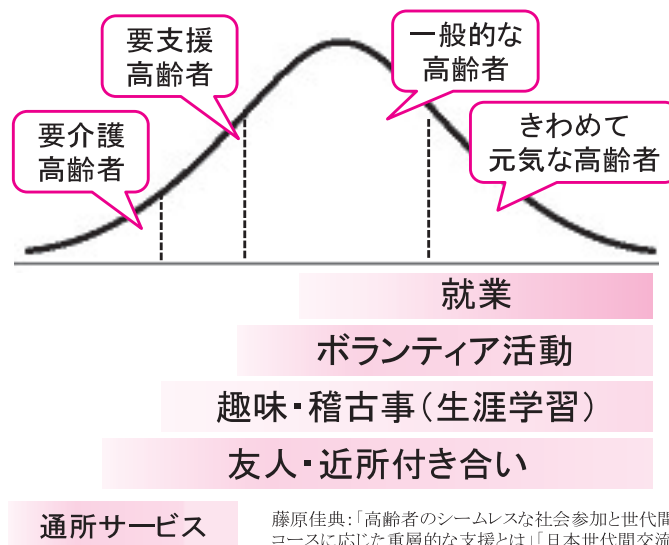 要支援
高齢者
一般的な
高齢者
要介護
高齢者
きわめて
元気な高齢者
就業
ボランティア活動
趣味・稽古事(生涯学習)
友人・近所付き合い
通所サービス
藤原佳典:「高齢者のシームレスな社会参加と世代間
コースに応じた重層的な支援とは」「日本世代間交流